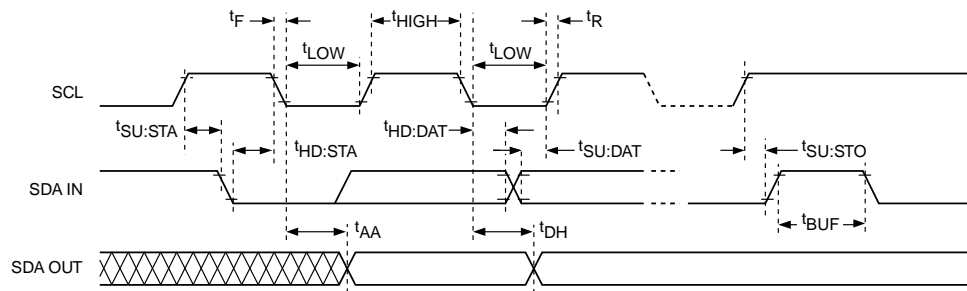 tF tHIGH tR
tLOW tLOW
SCL
tSU:STA tHD:DAT
tHD:STA tSU:DAT tSU:STO
SDA IN
tAA tDH tBUF
SDA OUT